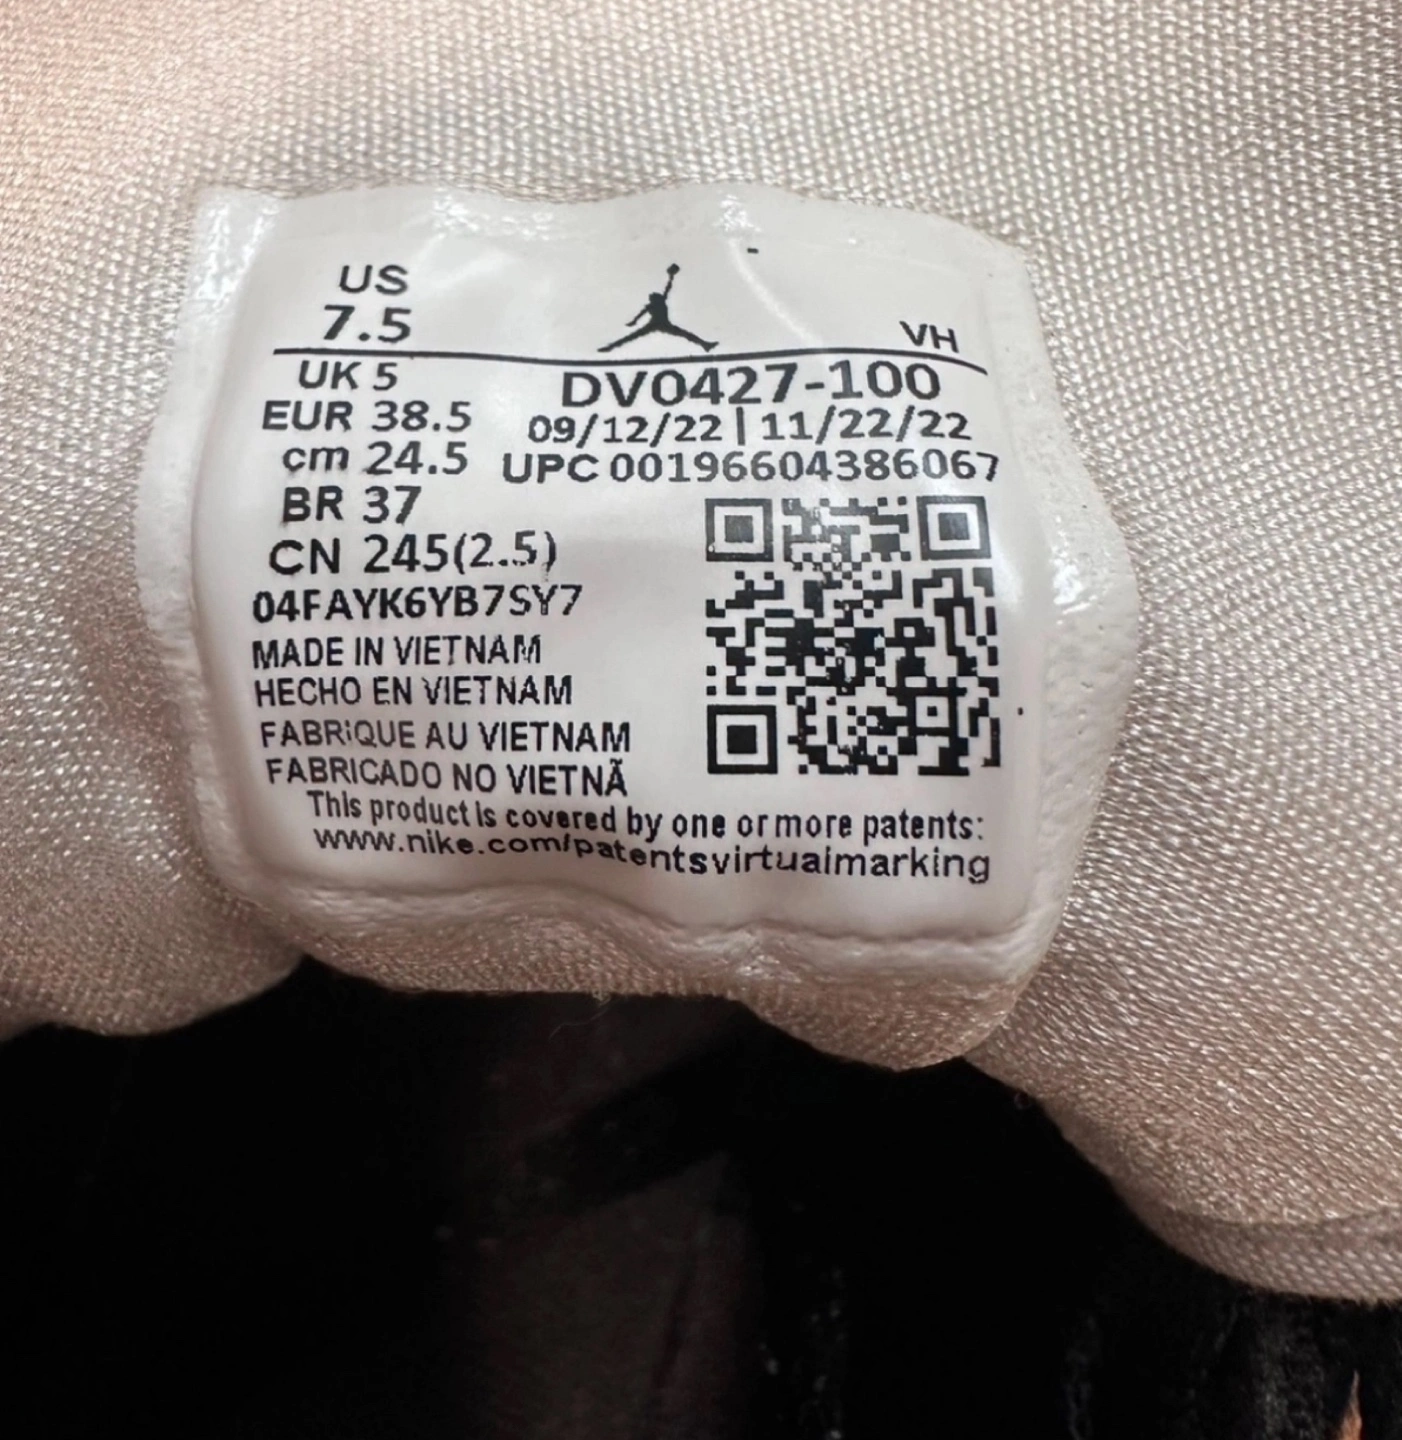 US
7.5
VH
UK 5
EUR 38.5
cm 24.5
BR 37
CN 245(2.5)
DV0427-100
09/12/22 | 11/22/22
UPC 00196604386067
04FAYK6YB7SY7
MADE IN VIETNAM
HECHO EN VIETNAM
FABRiQUE AU VIETNAM
FABRICADO NO VIETNÃ
This product is covered by one or more patents:
www.nike.com/patentsvirtualmarking